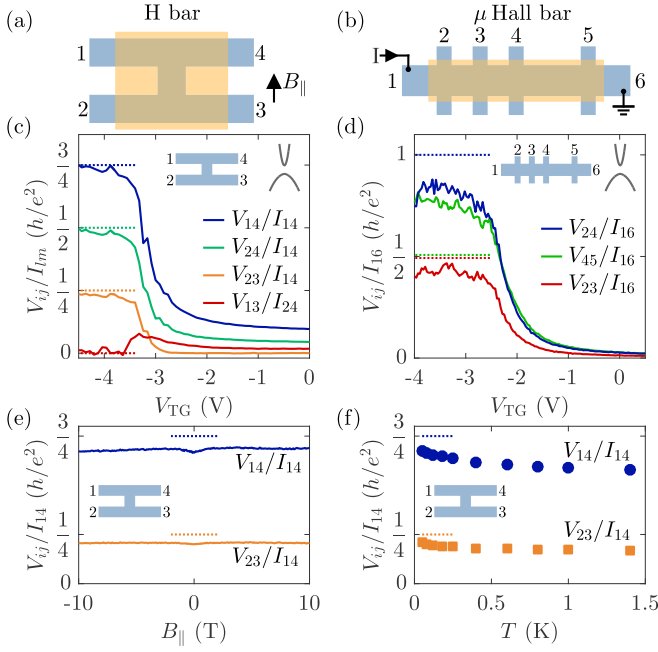 (a) H bar
1 4
2 3
B∥
(b) μ Hall bar
I 2 3 4 5
1 6
(c)
V_ij/I_lm (h/e²)
3/4
1/2
1/4
0
1 4
2 3
V₁₄/I₁₄
V₂₄/I₁₄
V₂₃/I₁₄
V₁₃/I₂₄
-4 -3 -2 -1 0
V_TG (V)
(d)
V_ij/I₁₆ (h/e²)
1
1/2
0
2 3 4 5
1 6
V₂₄/I₁₆
V₄₅/I₁₆
V₂₃/I₁₆
-4 -3 -2 -1 0
V_TG (V)
(e)
V_ij/I₁₄ (h/e²)
3/4
1/4
0
V₁₄/I₁₄
1 4
2 3
V₂₃/I₁₄
-10 -5 0 5 10
B∥ (T)
(f)
V_ij/I₁₄ (h/e²)
3/4
1/4
0
V₁₄/I₁₄
1 4
2 3
V₂₃/I₁₄
0 0.5 1.0 1.5
T (K)